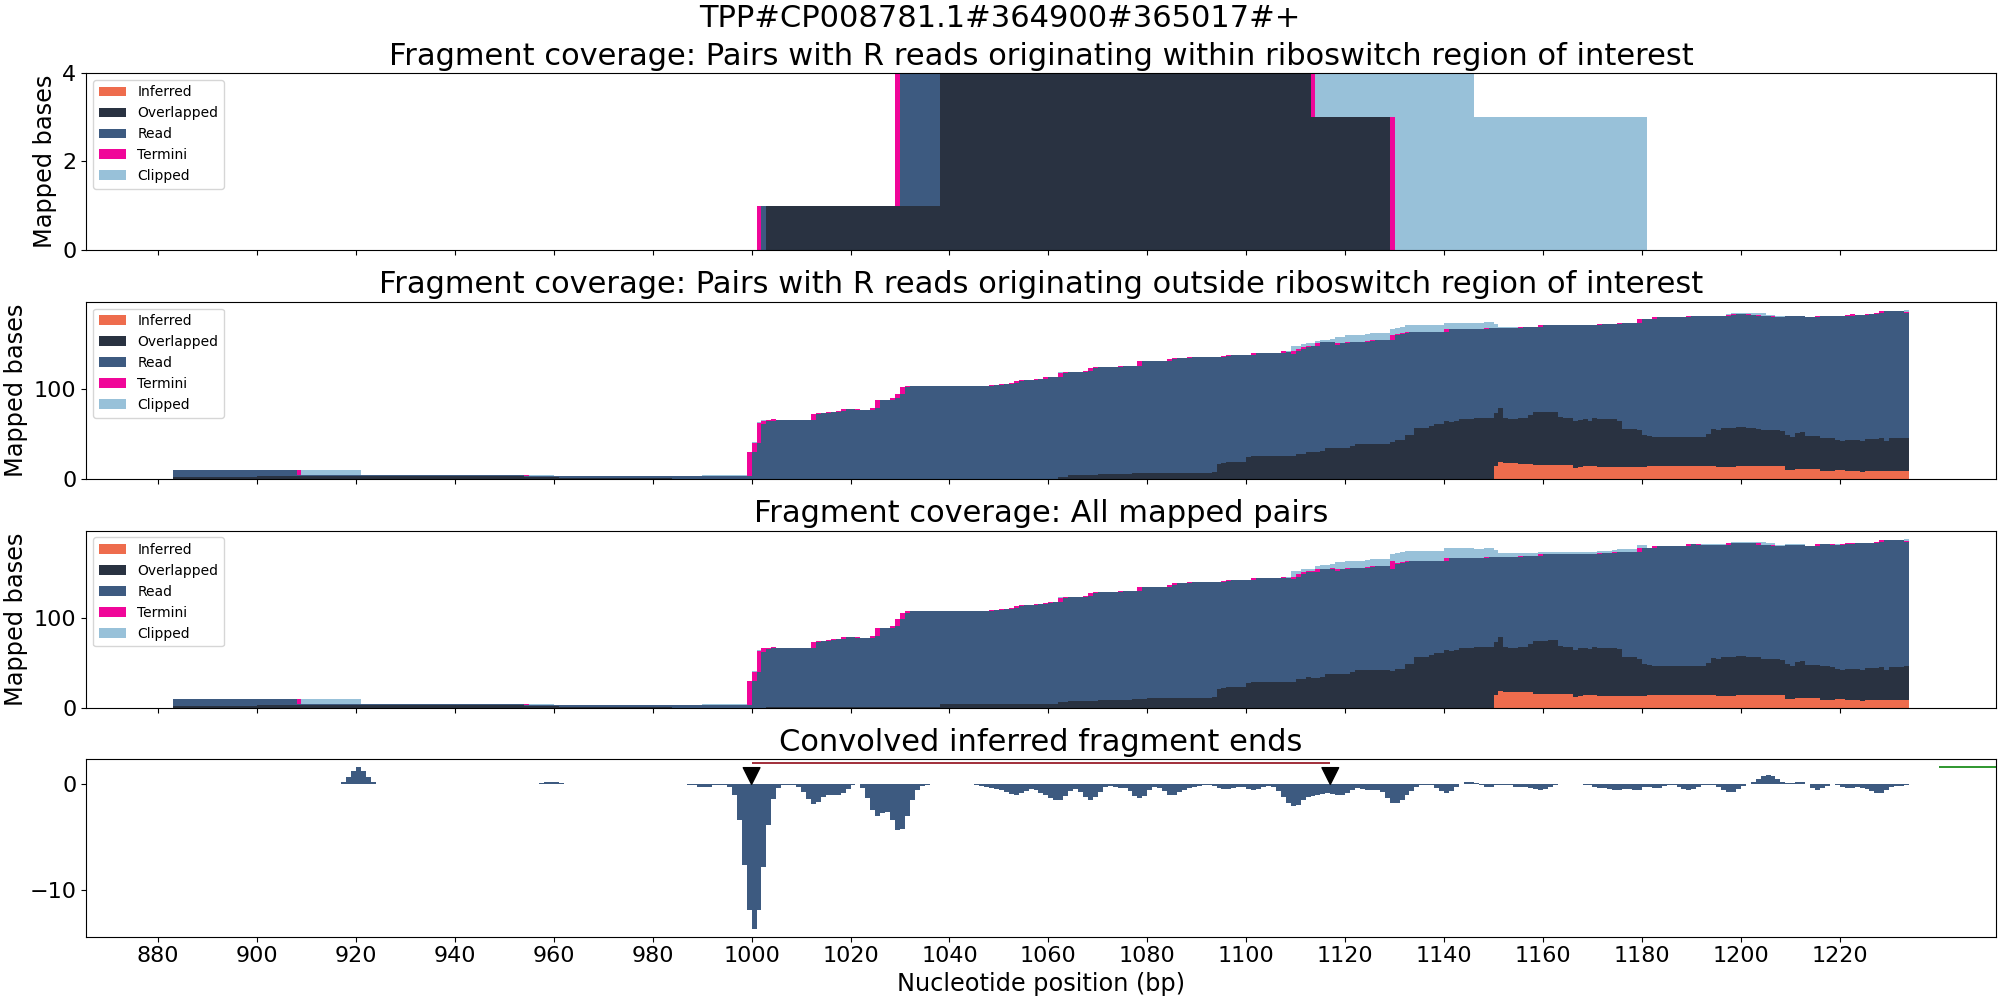 TPP#CP008781.1#364900#365017#+
Fragment coverage: Pairs with R reads originating within riboswitch region of interest
Mapped bases
4
2
0
Inferred
Overlapped
Read
Termini
Clipped
Fragment coverage: Pairs with R reads originating outside riboswitch region of interest
Mapped bases
100
0
Inferred
Overlapped
Read
Termini
Clipped
Fragment coverage: All mapped pairs
Mapped bases
100
0
Inferred
Overlapped
Read
Termini
Clipped
Convolved inferred fragment ends
0
−10
880 900 920 940 960 980 1000 1020 1040 1060 1080 1100 1120 1140 1160 1180 1200 1220
Nucleotide position (bp)